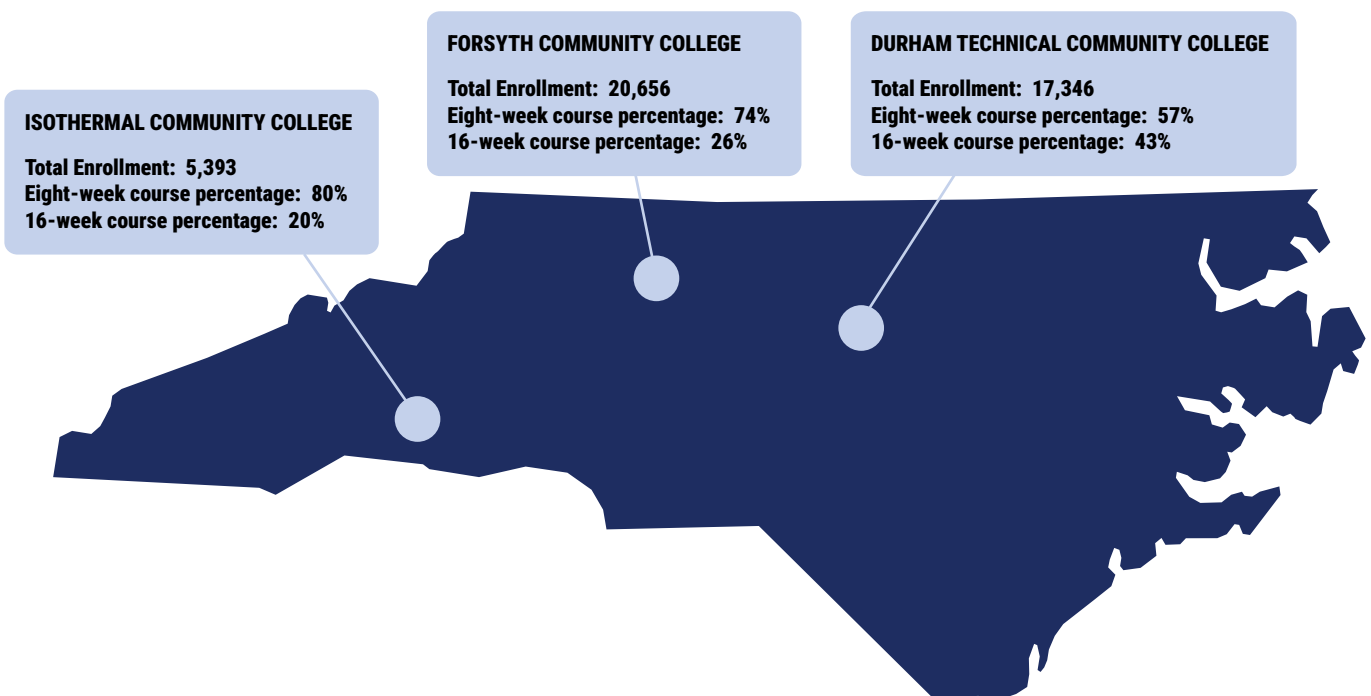 ISOTHERMAL COMMUNITY COLLEGE
Total Enrollment: 5,393
Eight-week course percentage: 80%
16-week course percentage: 20%
FORSYTH COMMUNITY COLLEGE
Total Enrollment: 20,656
Eight-week course percentage: 74%
16-week course percentage: 26%
DURHAM TECHNICAL COMMUNITY COLLEGE
Total Enrollment: 17,346
Eight-week course percentage: 57%
16-week course percentage: 43%